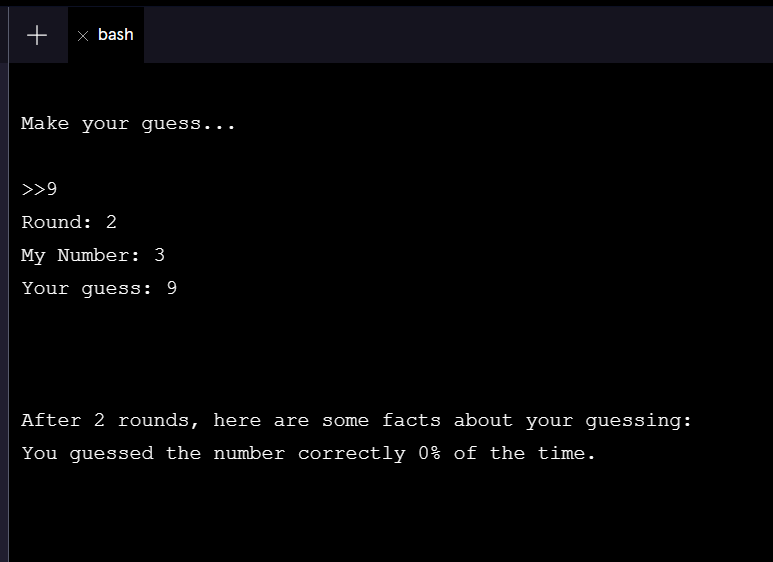 bash
Make your guess...
>>9
Round: 2
My Number: 3
Your guess: 9
After 2 rounds, here are some facts about your guessing:
You guessed the number correctly 0% of the time.